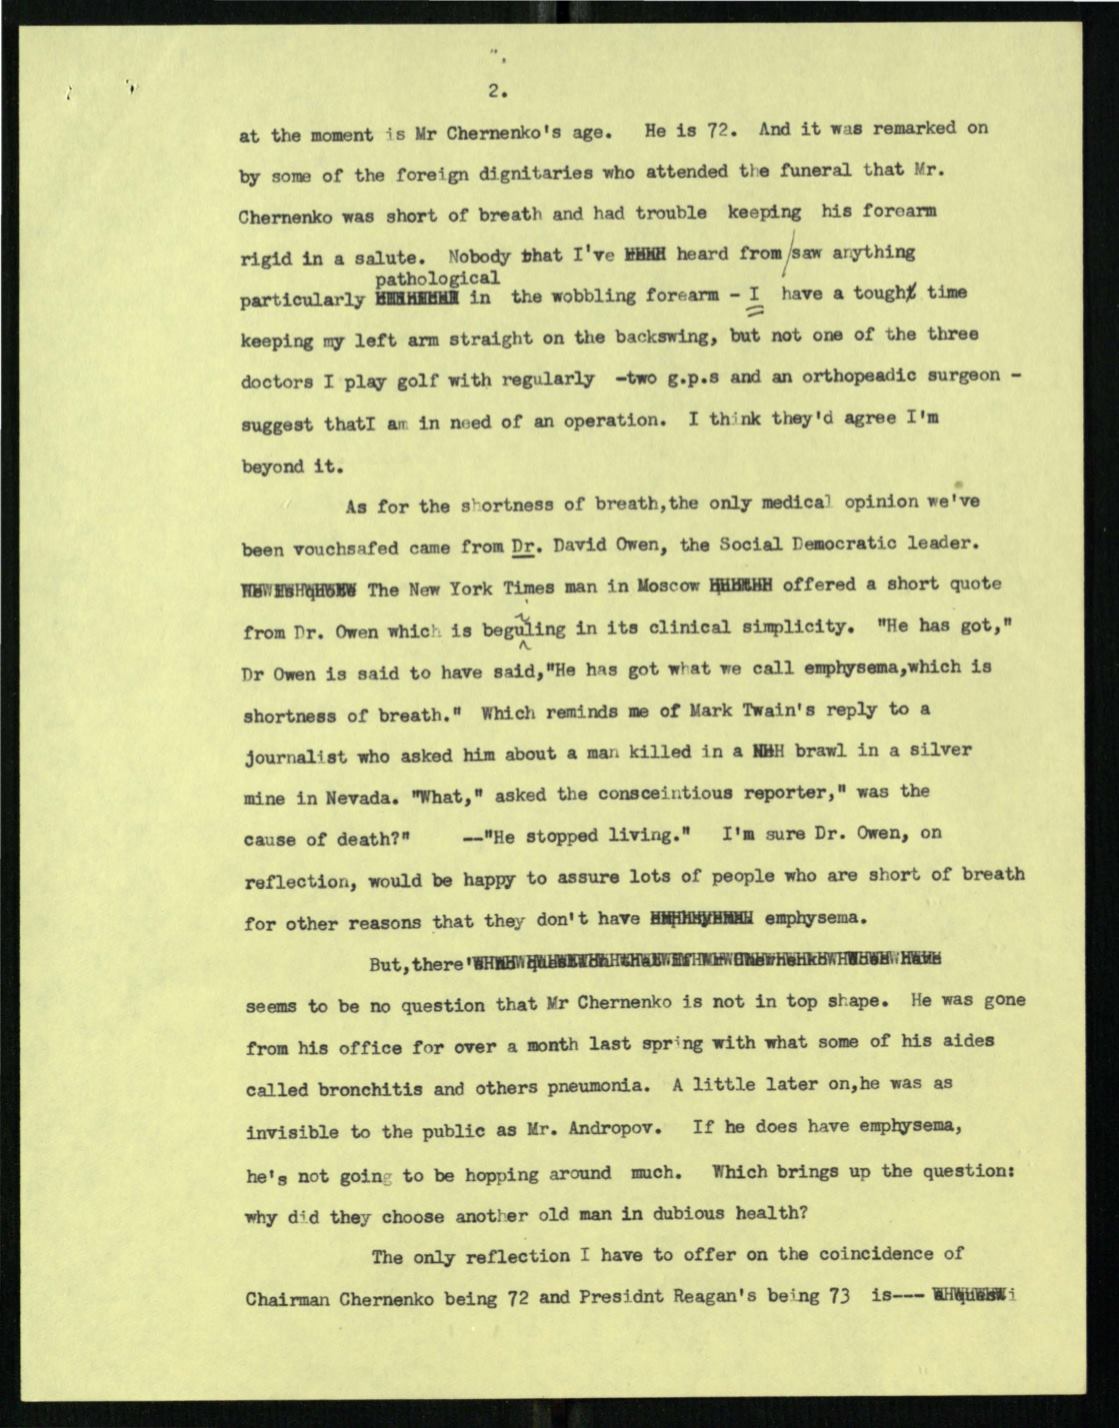 2.
at the moment is Mr Chernenko's age. He is 72. And it was remarked on
by some of the foreign dignitaries who attended the funeral that Mr.
Chernenko was short of breath and had trouble keeping his forearm
rigid in a salute. Nobody that I've heard from/saw anything
pathological
particularly in the wobbling forearm - I have a tought time
keeping my left arm straight on the backswing, but not one of the three
doctors I play golf with regularly -two g.p.s and an orthopeadic surgeon -
suggest thatI am in need of an operation. I think they'd agree I'm
beyond it.
As for the shortness of breath,the only medical opinion we've
been vouchsafed came from Dr. David Owen, the Social Democratic leader.
The New York Times man in Moscow offered a short quote
from Dr. Owen which is beguiling in its clinical simplicity. "He has got,"
Dr Owen is said to have said,"He has got what we call emphysema,which is
shortness of breath." Which reminds me of Mark Twain's reply to a
journalist who asked him about a man killed in a brawl in a silver
mine in Nevada. "What," asked the consceintious reporter," was the
cause of death?" --"He stopped living." I'm sure Dr. Owen, on
reflection, would be happy to assure lots of people who are short of breath
for other reasons that they don't have emphysema.
But,there'
seems to be no question that Mr Chernenko is not in top shape. He was gone
from his office for over a month last spring with what some of his aides
called bronchitis and others pneumonia. A little later on,he was as
invisible to the public as Mr. Andropov. If he does have emphysema,
he's not going to be hopping around much. Which brings up the question:
why did they choose another old man in dubious health?
The only reflection I have to offer on the coincidence of
Chairman Chernenko being 72 and Presidnt Reagan's being 73 is---